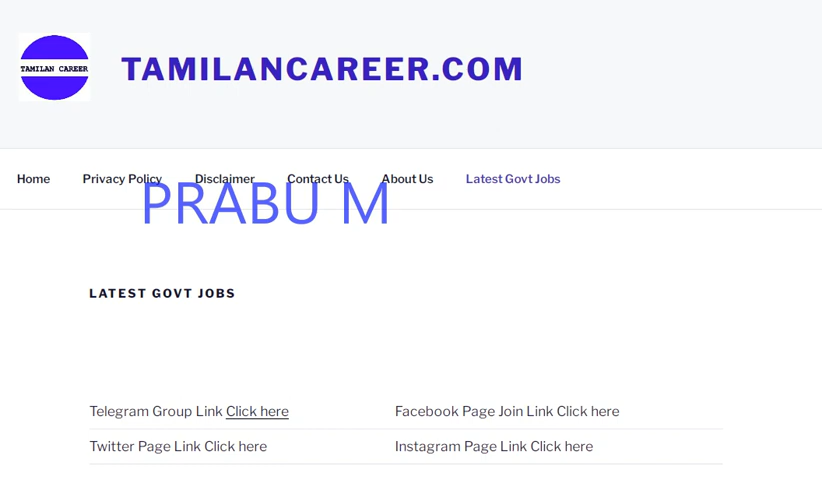 TAMILAN CAREER
TAMILANCAREER.COM
Home Privacy Policy Disclaimer Contact Us About Us Latest Govt Jobs
PRABU M
LATEST GOVT JOBS
Telegram Group Link Click here Facebook Page Join Link Click here
Twitter Page Link Click here Instagram Page Link Click here